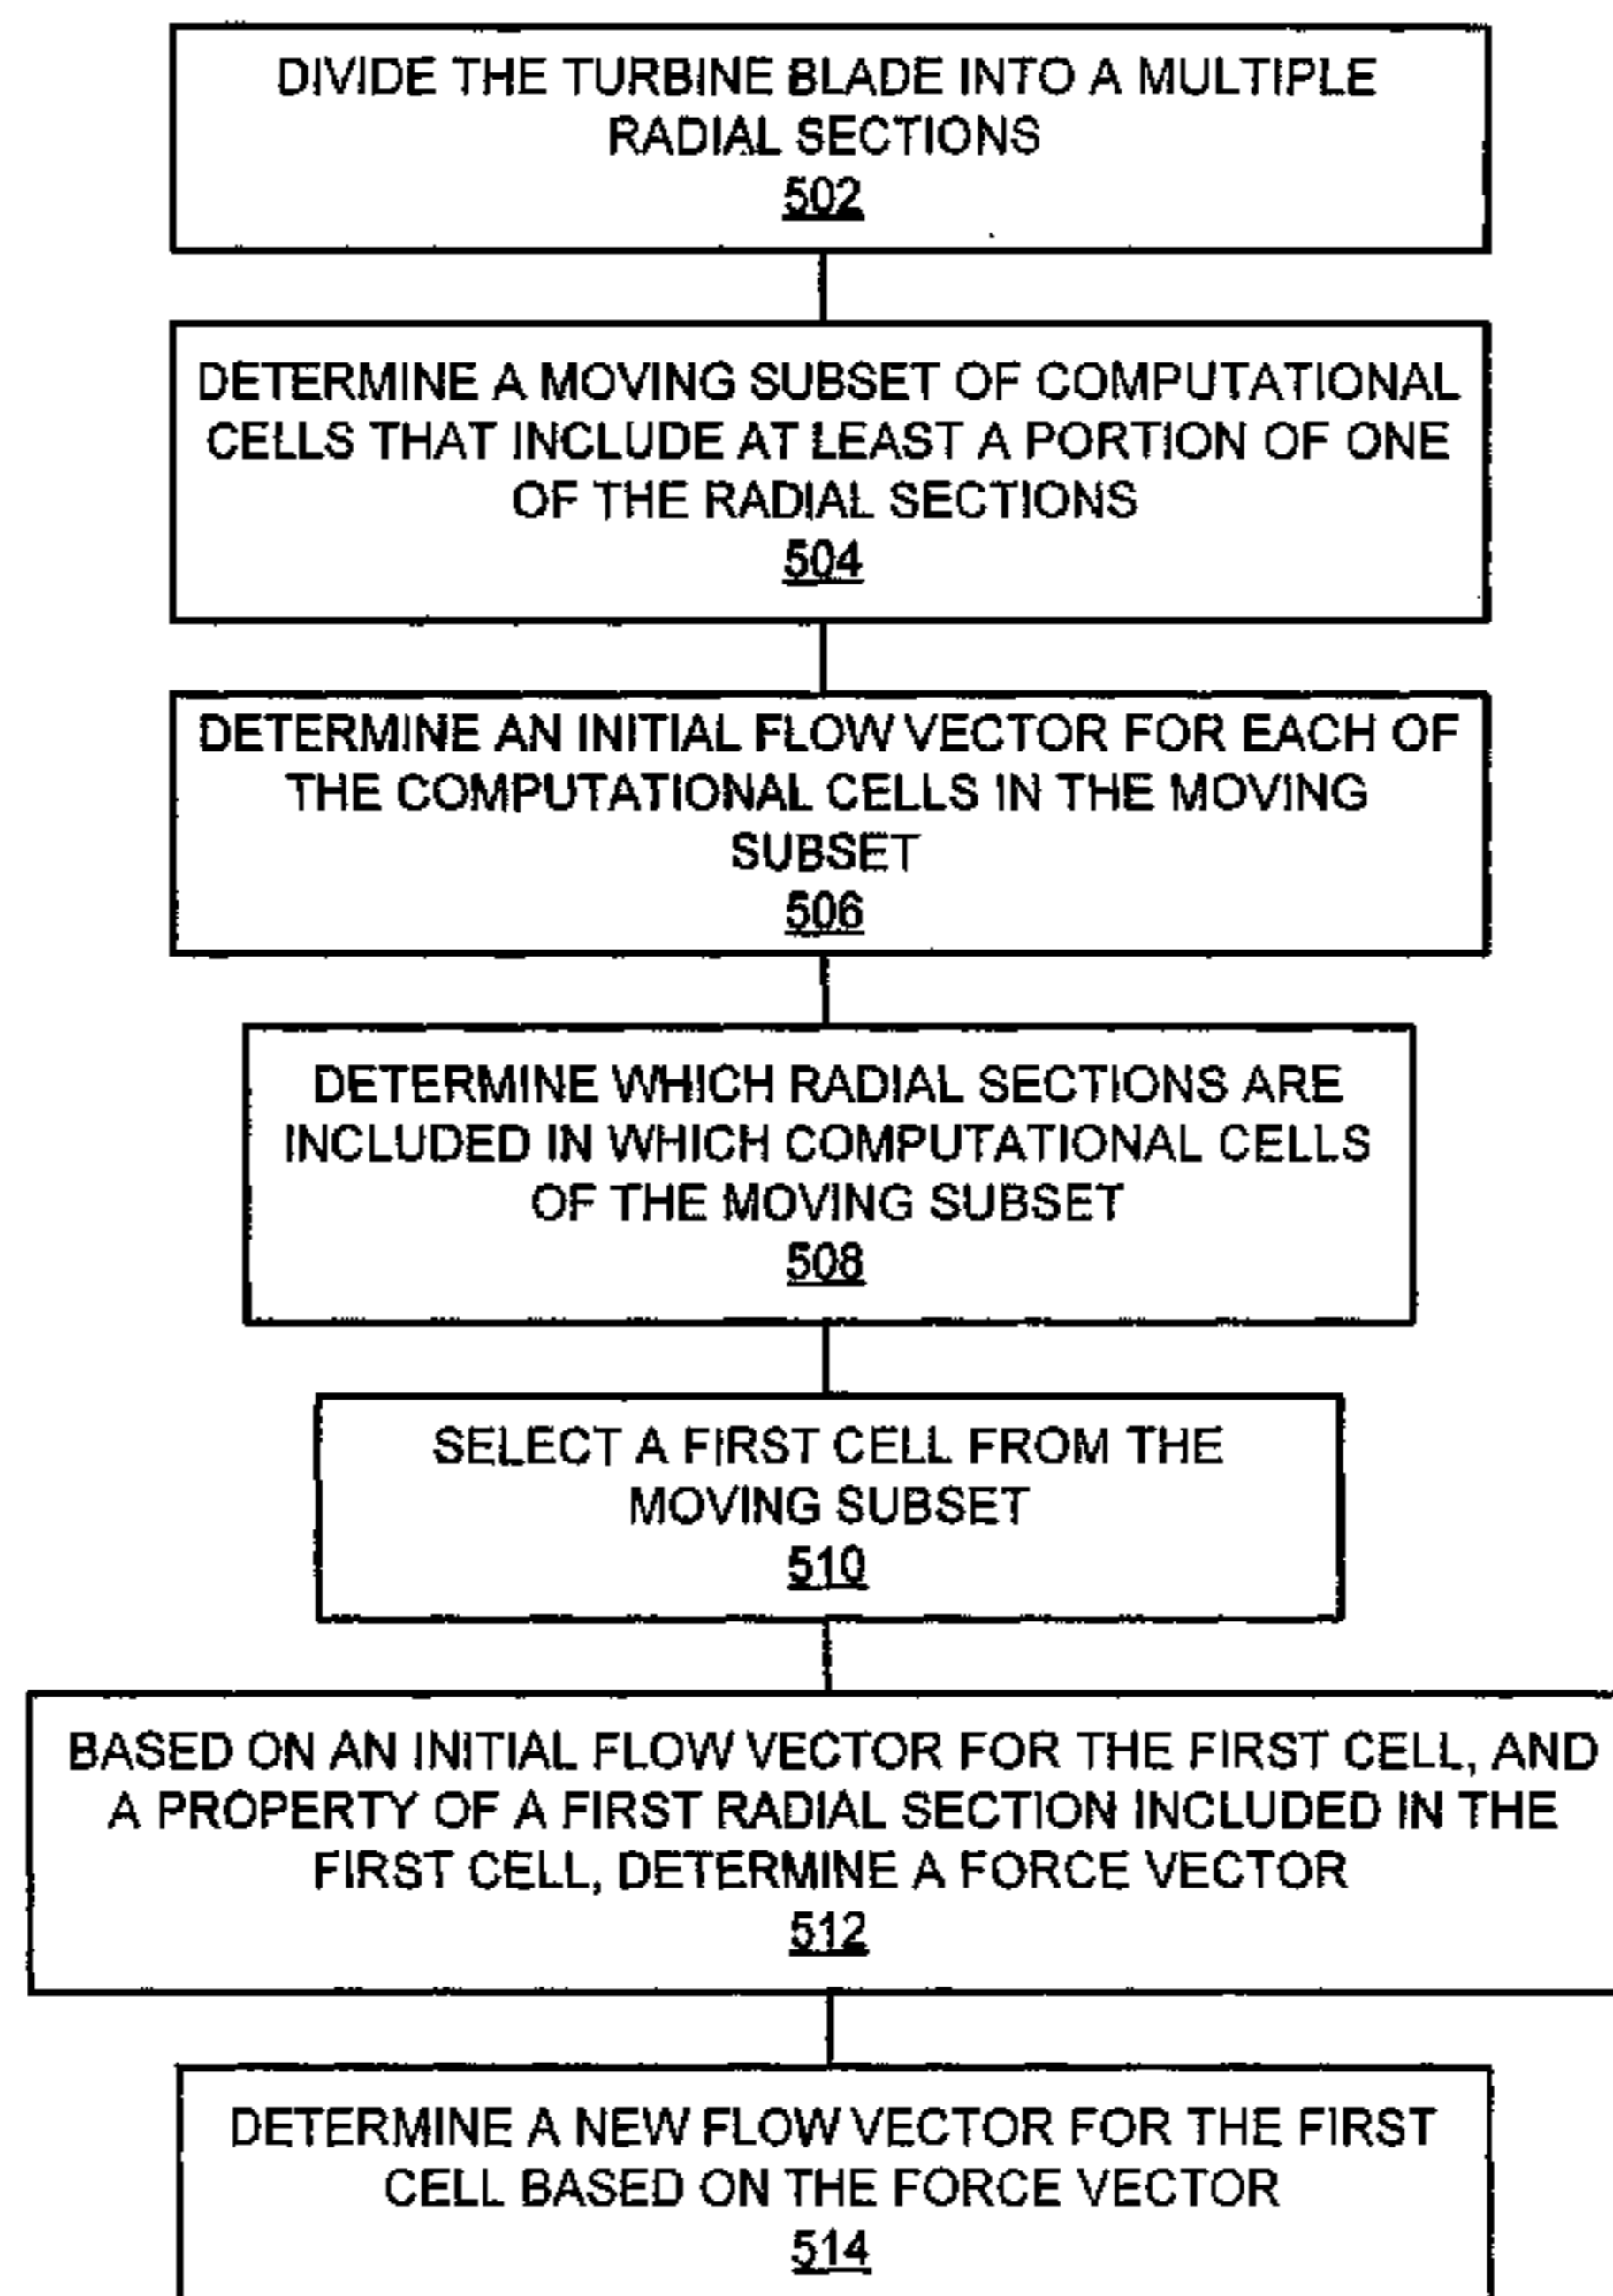 DIVIDE THE TURBINE BLADE INTO A MULTIPLE
RADIAL SECTIONS
502
DETERMINE A MOVING SUBSET OF COMPUTATIONAL
CELLS THAT INCLUDE AT LEAST A PORTION OF ONE
OF THE RADIAL SECTIONS
504
DETERMINE AN INITIAL FLOW VECTOR FOR EACH OF
THE COMPUTATIONAL CELLS IN THE MOVING
SUBSET
506
DETERMINE WHICH RADIAL SECTIONS ARE
INCLUDED IN WHICH COMPUTATIONAL CELLS
OF THE MOVING SUBSET
508
SELECT A FIRST CELL FROM THE
MOVING SUBSET
510
BASED ON AN INITIAL FLOW VECTOR FOR THE FIRST CELL, AND
A PROPERTY OF A FIRST RADIAL SECTION INCLUDED IN THE
FIRST CELL, DETERMINE A FORCE VECTOR
512
DETERMINE A NEW FLOW VECTOR FOR THE FIRST
CELL BASED ON THE FORCE VECTOR
514